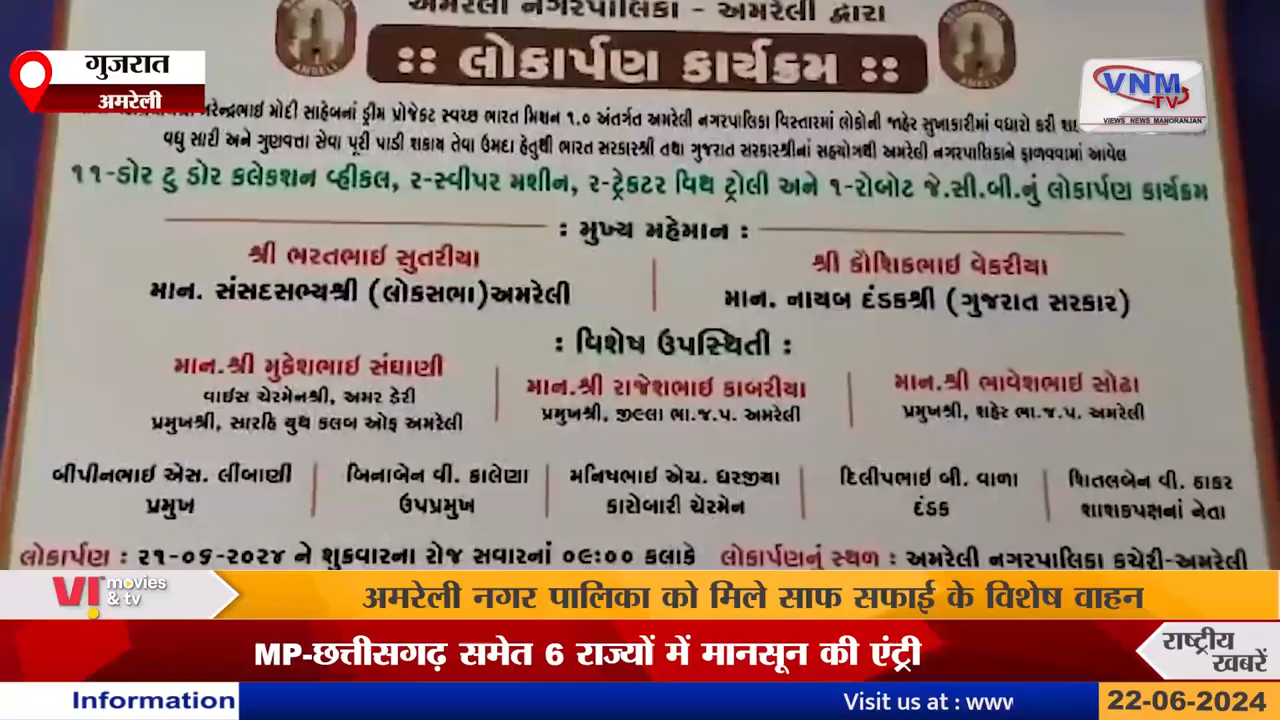 અમરેલી નગરપાલિકા - અમરેલી દ્વારા
:: લોકાર્પણ કાર્યક્રમ ::
गुजरात
अमरेली
VNM
TV
VIEWS NEWS MANORANJAN
નરેન્દ્રભાઇ મોદી સાહેબનાં ડ્રીમ પ્રોજેક્ટ સ્વચ્છ ભારત મિશન ૧.૦ અંતર્ગત અમરેલી નગરપાલિકા વિસ્તારમાં લોકોની જાહેર સુખાકારીમાં વધારો કરી
વધુ સારી અને ગુણવત્તા સેવા પૂરી પાડી શકાય તેવા ઉમદા હેતુથી ભારત સરકારશ્રી તથા ગુજરાત સરકારશ્રીનાં સહયોગથી અમરેલી નગરપાલિકાને ફાળવવામાં આવેલ
૧૧-ડોર ટુ ડોર કલેકશન વ્હીકલ, ૨-સ્વીપર મશીન, ૨-ટ્રેકટર વિથ ટ્રોલી અને ૧-રોબોટ જે.સી.બી.નું લોકાર્પણ કાર્યક્રમ
: મુખ્ય મહેમાન :
શ્રી ભરતભાઇ સુતરીયા
માન. સંસદસભ્યશ્રી (લોકસભા) અમરેલી
શ્રી કૌશિકભાઇ વેકરીયા
માન. નાયબ દંડકશ્રી (ગુજરાત સરકાર)
: વિશેષ ઉપસ્થિતી :
માન.શ્રી મુકેશભાઇ સંઘાણી
વાઇસ ચેરમેનશ્રી, અમર ડેરી
પ્રમુખશ્રી, સારહિ યુથ કલબ ઓફ અમરેલી
માન.શ્રી રાજેશભાઇ કાબરીયા
પ્રમુખશ્રી, જીલ્લા ભા.જ.પ. અમરેલી
માન.શ્રી ભાવેશભાઇ સોઢા
પ્રમુખશ્રી, શહેર ભા.જ.પ. અમરેલી
બીપીનભાઇ એસ. લીંબાણી
પ્રમુખ
બિનાબેન વી. કાલેણા
ઉપપ્રમુખ
મનિષભાઇ એચ. ધરજીયા
કારોબારી ચેરમેન
દિલીપભાઇ બી. વાળા
દંડક
શિતલબેન વી. ઠાકર
શાશકપક્ષનાં નેતા
લોકાર્પણ : ૨૧-૦૬-૨૦૨૪ ને શુક્રવારના રોજ સવારનાં ૦૯:૦૦ કલાકે લોકાર્પણનું સ્થળ : અમરેલી નગરપાલિકા કચેરી-અમરેલી
V! movies & tv
अमरेली नगर पालिका को मिले साफ सफाई के विशेष वाहन
MP-छत्तीसगढ़ समेत 6 राज्यों में मानसून की एंट्री
राष्ट्रीय
खबरें
Information
Visit us at : www
22-06-2024